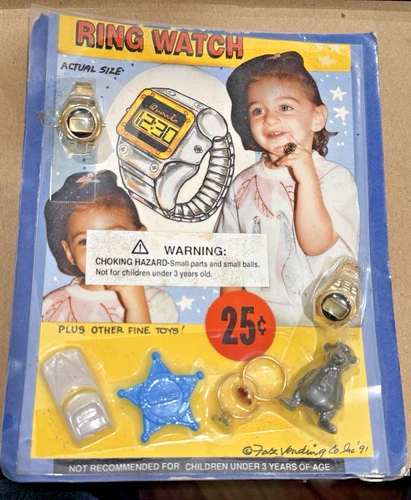 RING WATCH
ACTUAL SIZE
12:30
WARNING:
CHOKING HAZARD-Small parts and small balls.
Not for children under 3 years old.
25¢
PLUS OTHER FINE TOYS!
Vending Co. Inc '91
NOT RECOMMENDED FOR CHILDREN UNDER 3 YEARS OF AGE